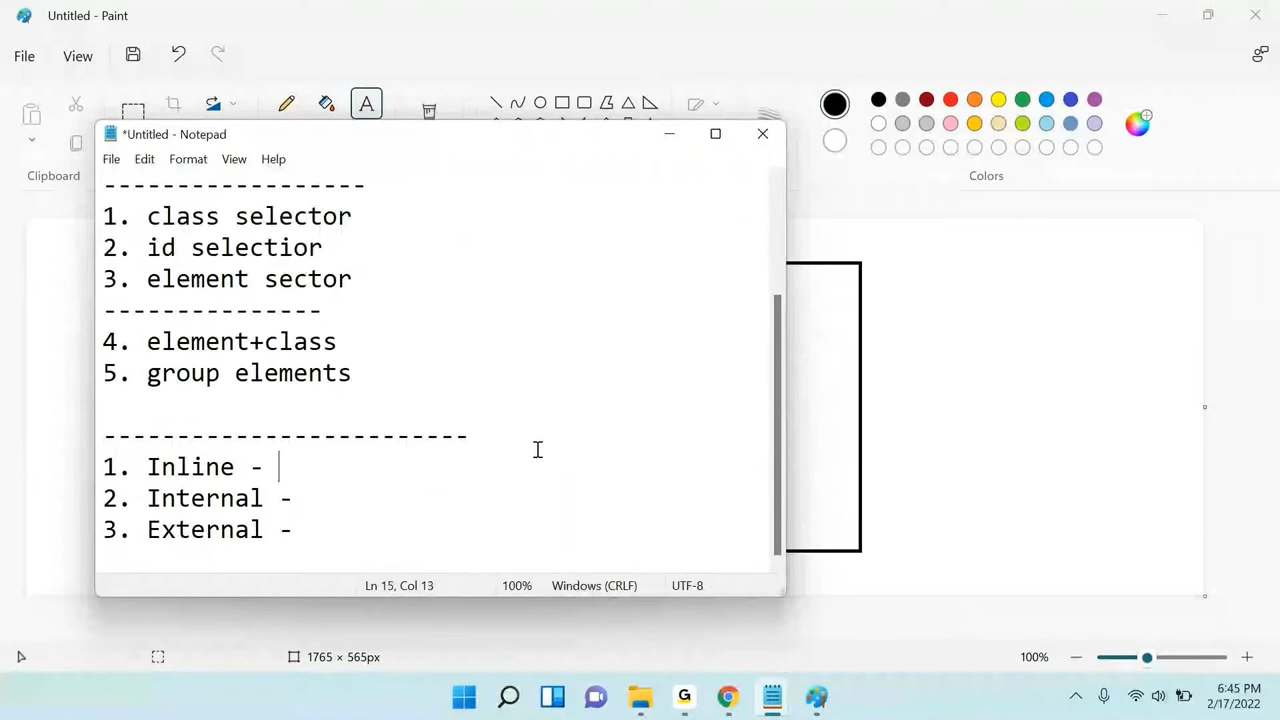 Untitled - Paint
File View
*Untitled - Notepad
File Edit Format View Help
Clipboard
Colors
------------------
1. class selector
2. id selectior
3. element sector
---------------
4. element+class
5. group elements
-------------------------
1. Inline -
2. Internal -
3. External -
Ln 15, Col 13 100% Windows (CRLF) UTF-8
1765 × 565px 100%
6:45 PM
2/17/2022